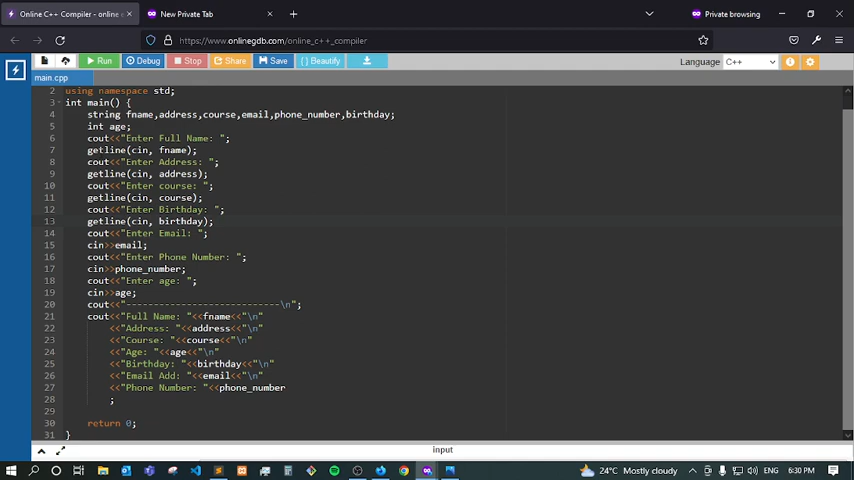 Online C++ Compiler - online e
New Private Tab
Private browsing
https://www.onlinegdb.com/online_c++_compiler
Run
Debug
Stop
Share
Save
{ } Beautify
Language
C++
main.cpp
2 using namespace std;
3 int main() {
4 string fname,address,course,email,phone_number,birthday;
5 int age;
6 cout<<"Enter Full Name: ";
7 getline(cin, fname);
8 cout<<"Enter Address: ";
9 getline(cin, address);
10 cout<<"Enter course: ";
11 getline(cin, course);
12 cout<<"Enter Birthday: ";
13 getline(cin, birthday);
14 cout<<"Enter Email: ";
15 cin>>email;
16 cout<<"Enter Phone Number: ";
17 cin>>phone_number;
18 cout<<"Enter age: ";
19 cin>>age;
20 cout<<"----------------------------\n";
21 cout<<"Full Name: "<<fname<<"\n"
22 <<"Address: "<<address<<"\n"
23 <<"Course: "<<course<<"\n"
24 <<"Age: "<<age<<"\n"
25 <<"Birthday: "<<birthday<<"\n"
26 <<"Email Add: "<<email<<"\n"
27 <<"Phone Number: "<<phone_number
28 ;
29
30 return 0;
31 }
input
24°C Mostly cloudy
ENG
6:30 PM